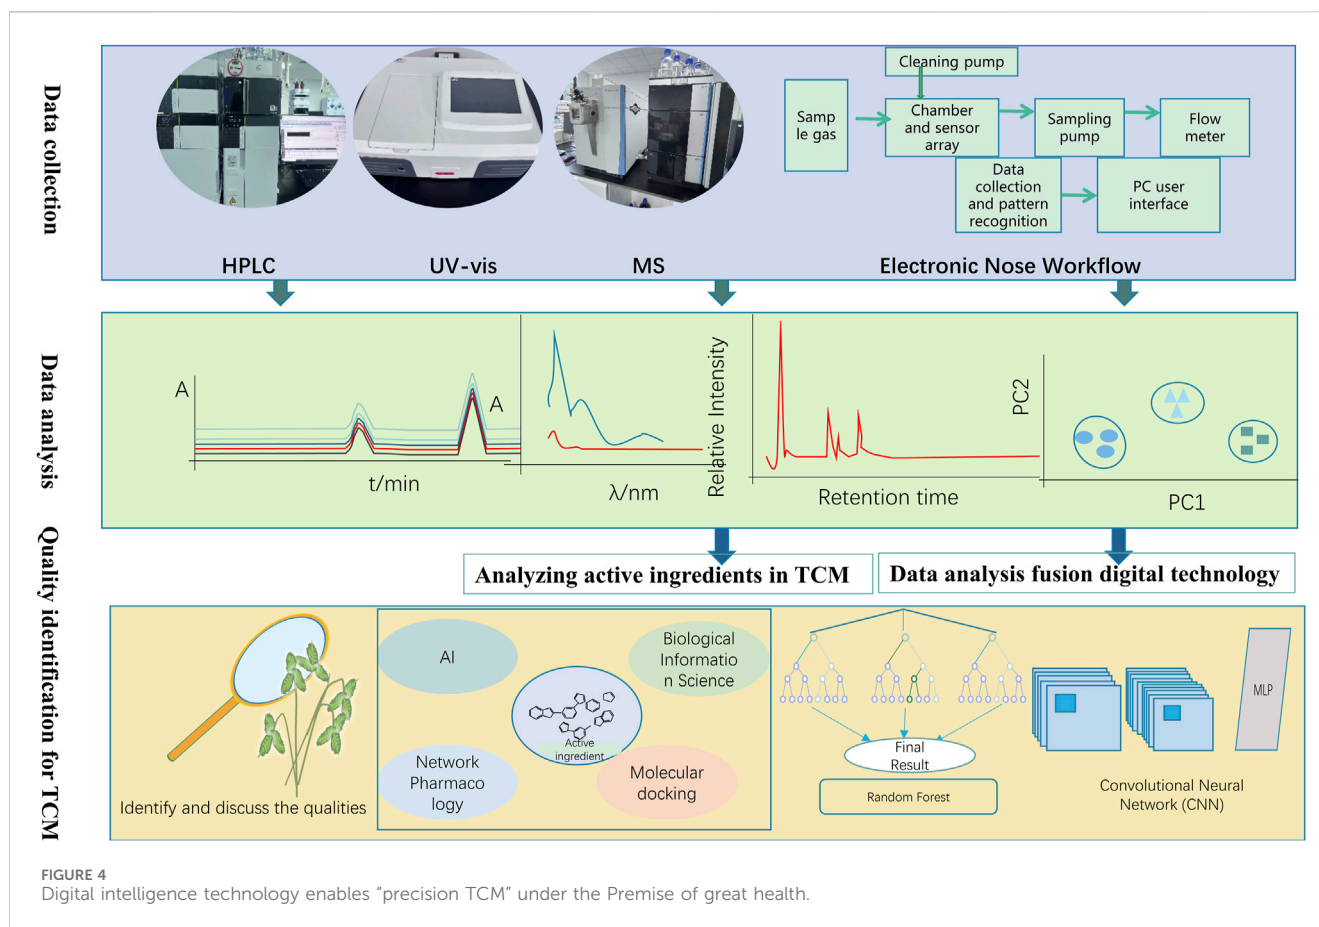 Data collection
Cleaning pump
Samp
le gas
Chamber
and sensor
array
Sampling
pump
Flow
meter
Data
collection
and pattern
recognition
PC user
interface
HPLC
UV-vis
MS
Electronic Nose Workflow
Data analysis
A
t/min
A
λ/nm
Relative Intensity
Retention time
PC2
PC1
Analyzing active ingredients in TCM
Data analysis fusion digital technology
Quality identification for TCM
Identify and discuss the qualities
AI
Biological
Informatio
n Science
Active
ingredient
Network
Pharmaco
logy
Molecular
docking
Final
Result
Random Forest
MLP
Convolutional Neural
Network (CNN)
FIGURE 4
Digital intelligence technology enables “precision TCM” under the Premise of great health.